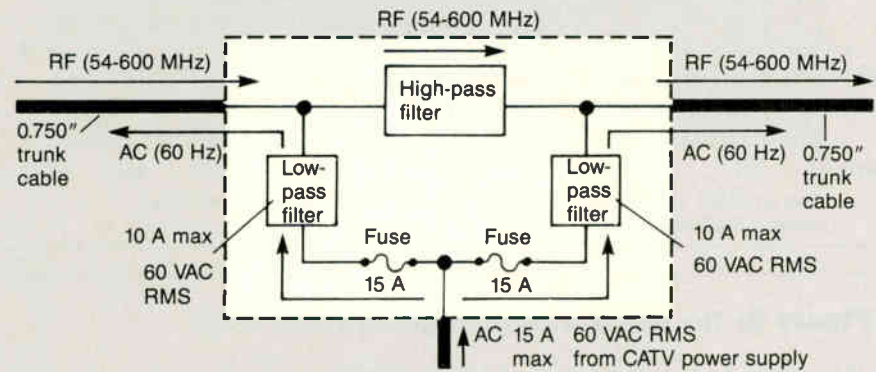 RF (54-600 MHz)
RF (54-600 MHz)
RF (54-600 MHz)
High-pass
filter
0.750"
trunk
cable
AC (60 Hz)
AC (60 Hz)
0.750"
trunk
cable
Low-
pass
filter
Low-
pass
filter
10 A max
60 VAC
RMS
Fuse
15 A
Fuse
15 A
10 A max
60 VAC RMS
AC 15 A max
60 VAC RMS
from CATV power supply